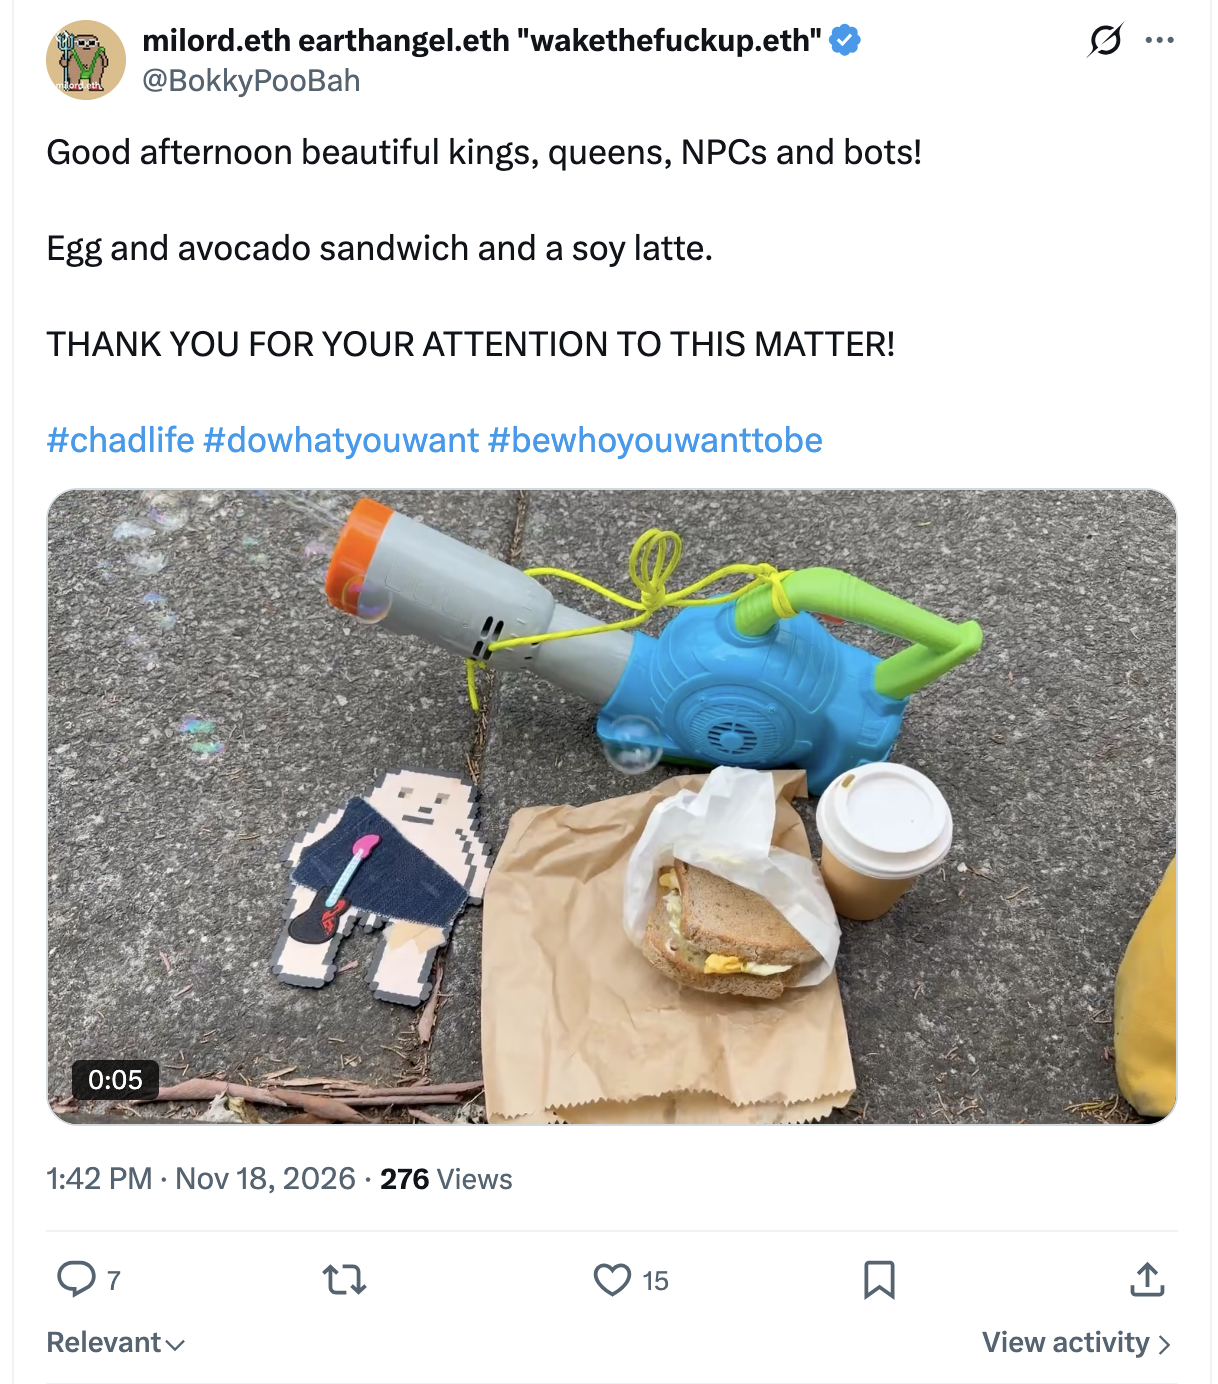 milord.eth earthangel.eth "wakethefuckup.eth"
@BokkyPooBah
Good afternoon beautiful kings, queens, NPCs and bots!
Egg and avocado sandwich and a soy latte.
THANK YOU FOR YOUR ATTENTION TO THIS MATTER!
#chadlife #dowhatyouwant #bewhoyouwanttobe
0:05
1:42 PM · Nov 18, 2026 · 276 Views
7
15
Relevant
View activity
milord.eth